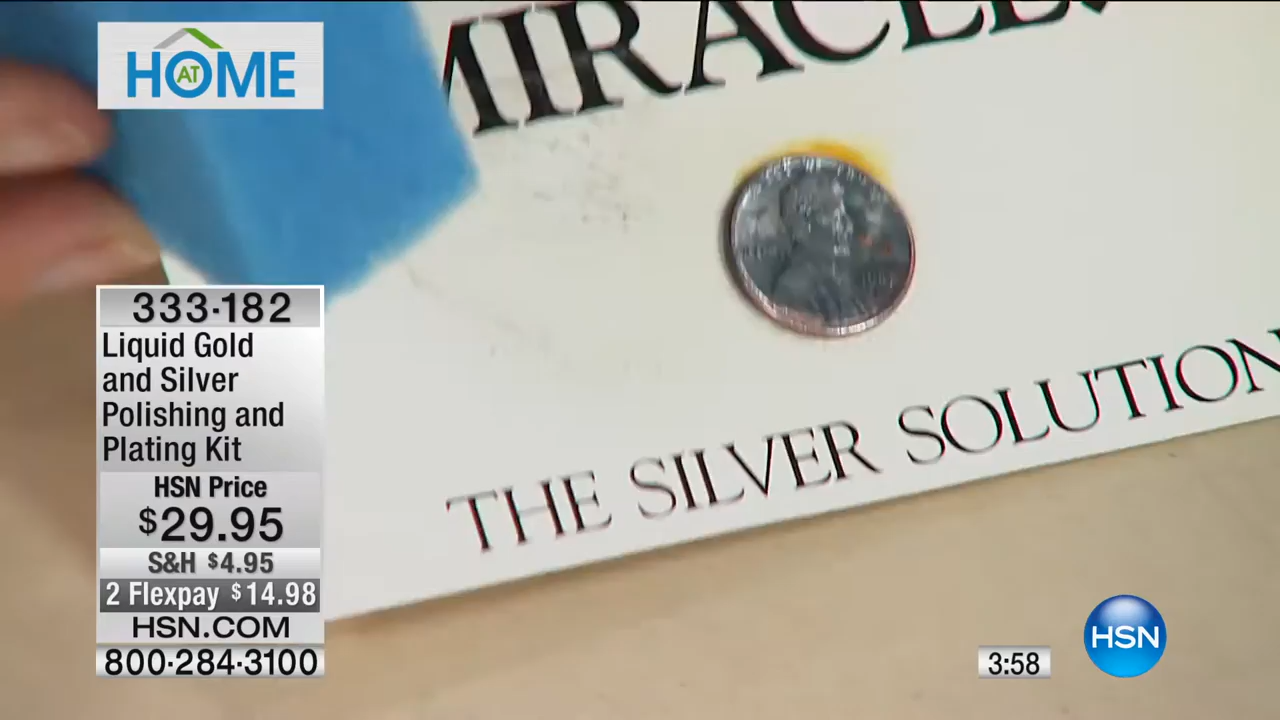 AT
HOME
MIRACLE
THE SILVER SOLUTION
333·182
Liquid Gold
and Silver
Polishing and
Plating Kit
HSN Price
$29.95
S&H $4.95
2 Flexpay $14.98
HSN.COM
800·284·3100
3:58
HSN